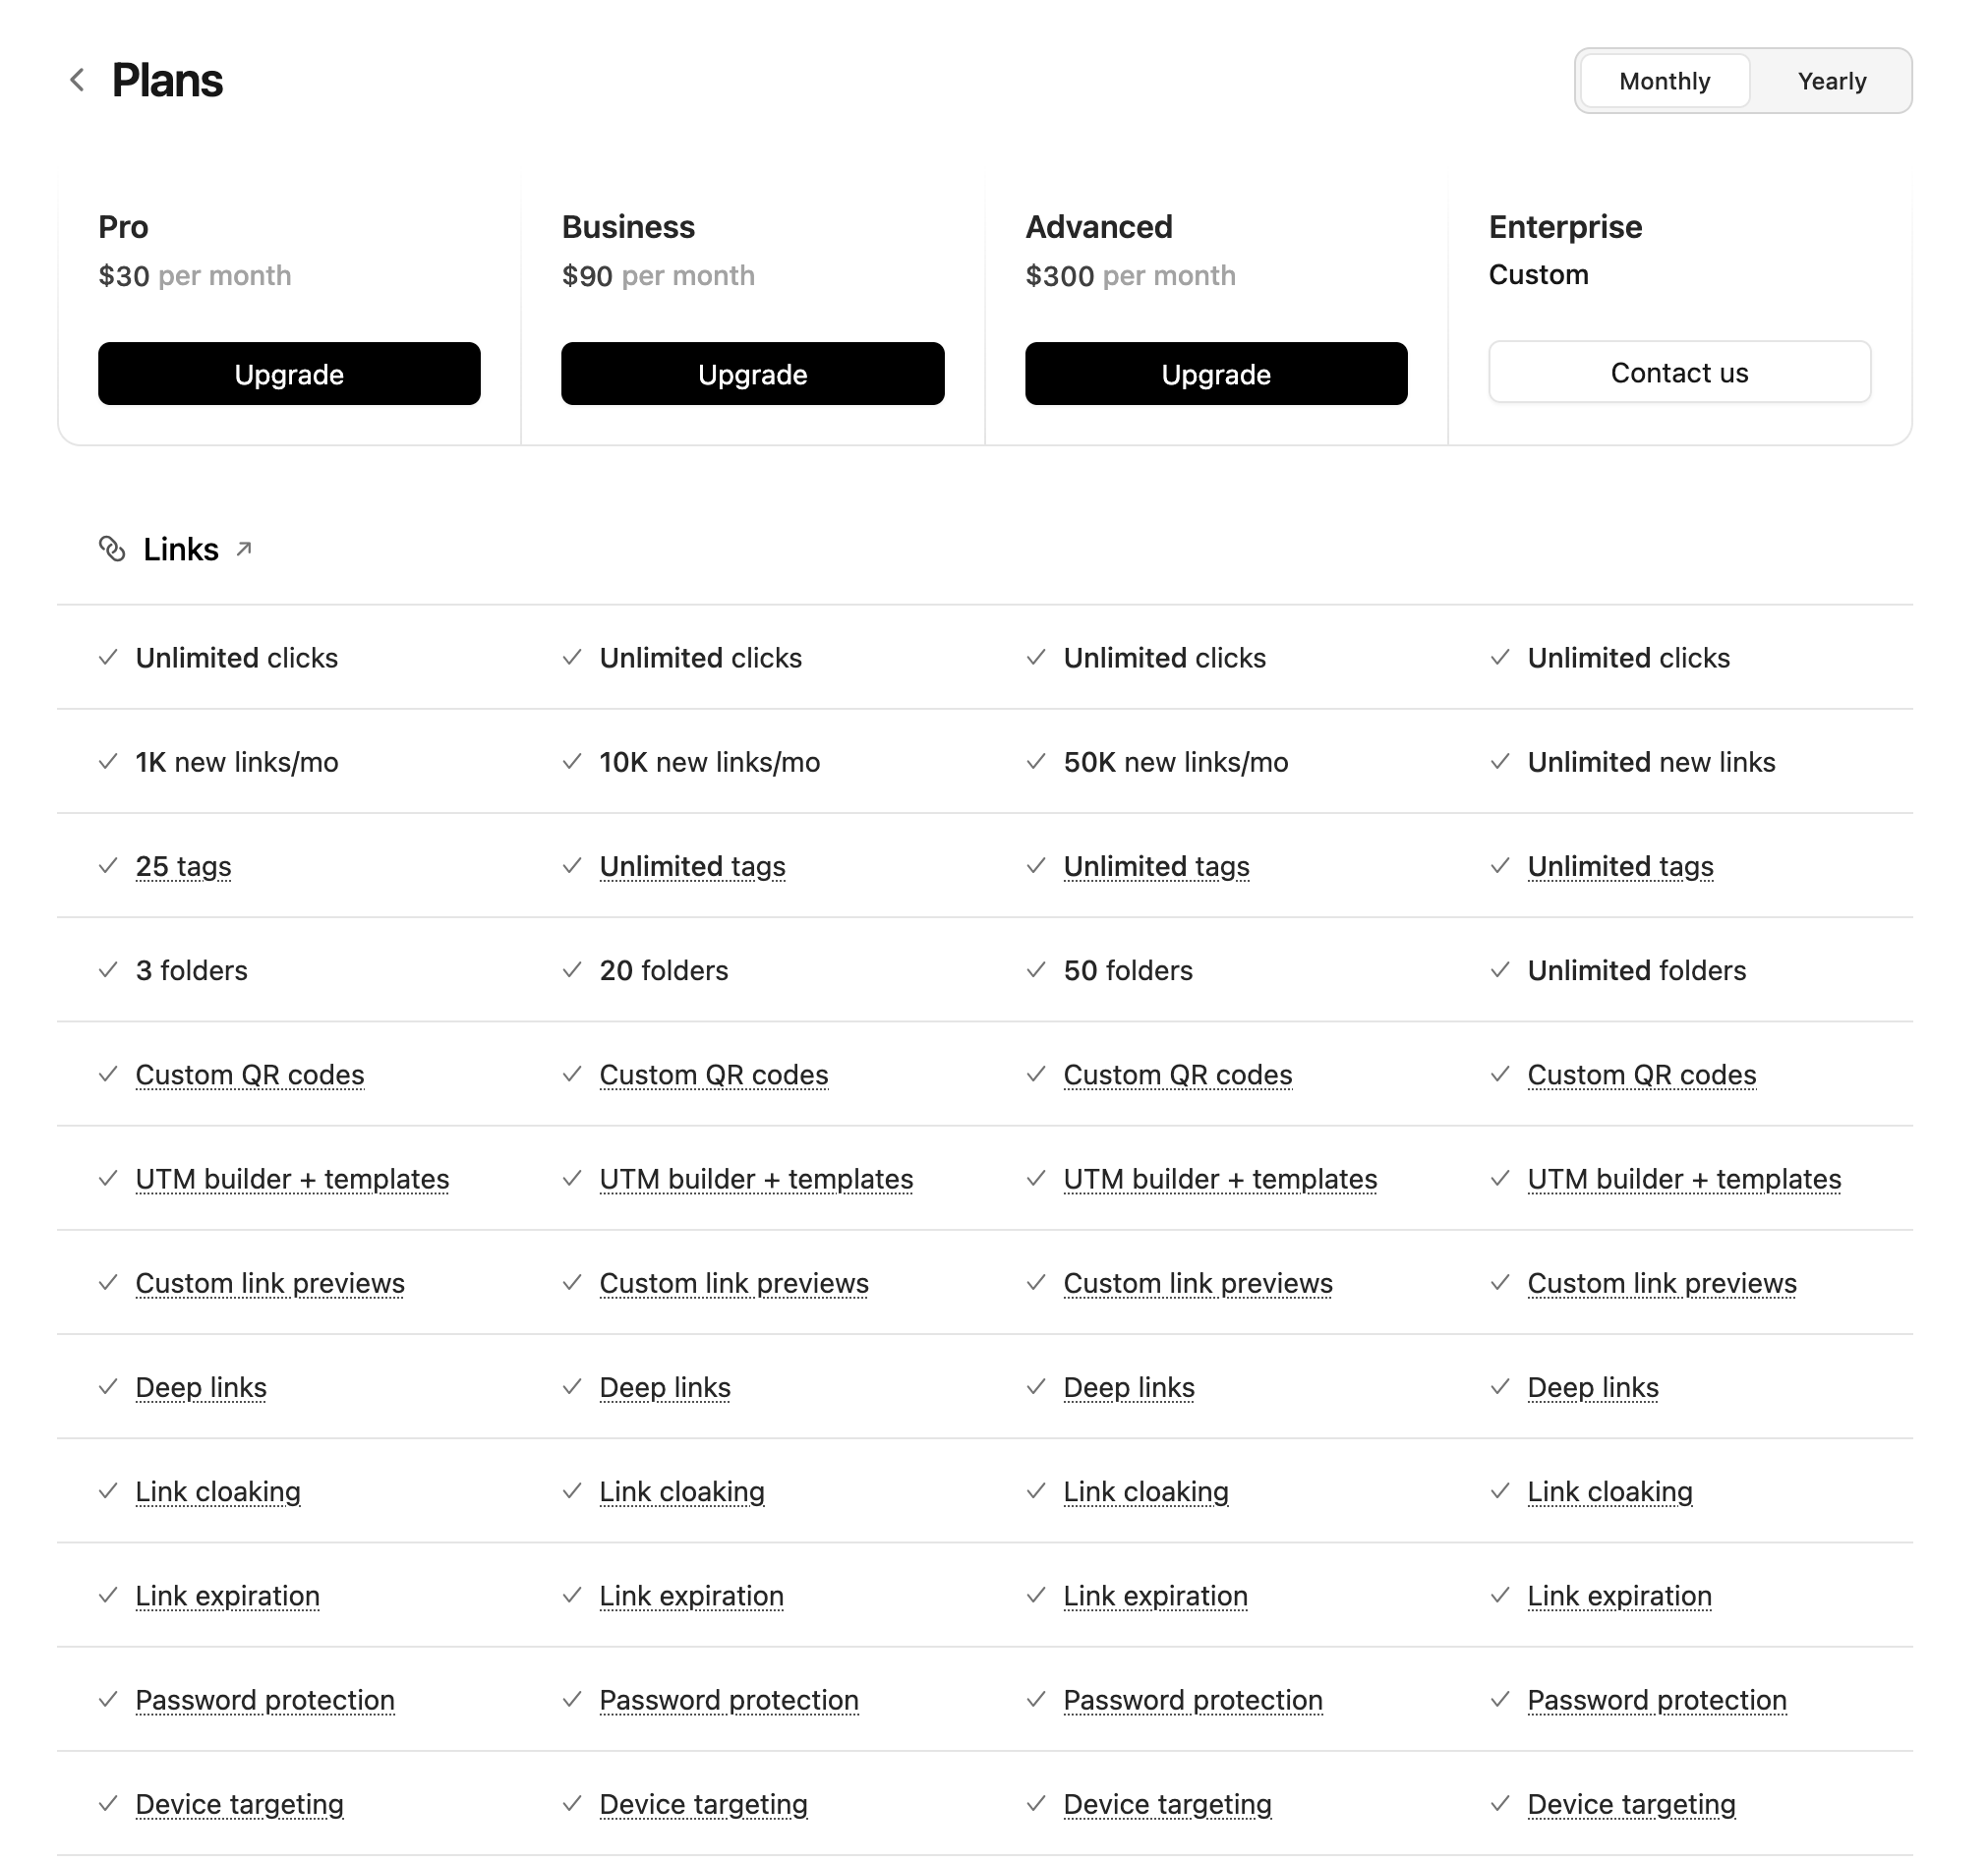 Plans
Monthly Yearly
Pro Business Advanced Enterprise
$30 per month $90 per month $300 per month Custom
Upgrade Upgrade Upgrade Contact us
Links
Unlimited clicks Unlimited clicks Unlimited clicks Unlimited clicks
1K new links/mo 10K new links/mo 50K new links/mo Unlimited new links
25 tags Unlimited tags Unlimited tags Unlimited tags
3 folders 20 folders 50 folders Unlimited folders
Custom QR codes Custom QR codes Custom QR codes Custom QR codes
UTM builder + templates UTM builder + templates UTM builder + templates UTM builder + templates
Custom link previews Custom link previews Custom link previews Custom link previews
Deep links Deep links Deep links Deep links
Link cloaking Link cloaking Link cloaking Link cloaking
Link expiration Link expiration Link expiration Link expiration
Password protection Password protection Password protection Password protection
Device targeting Device targeting Device targeting Device targeting